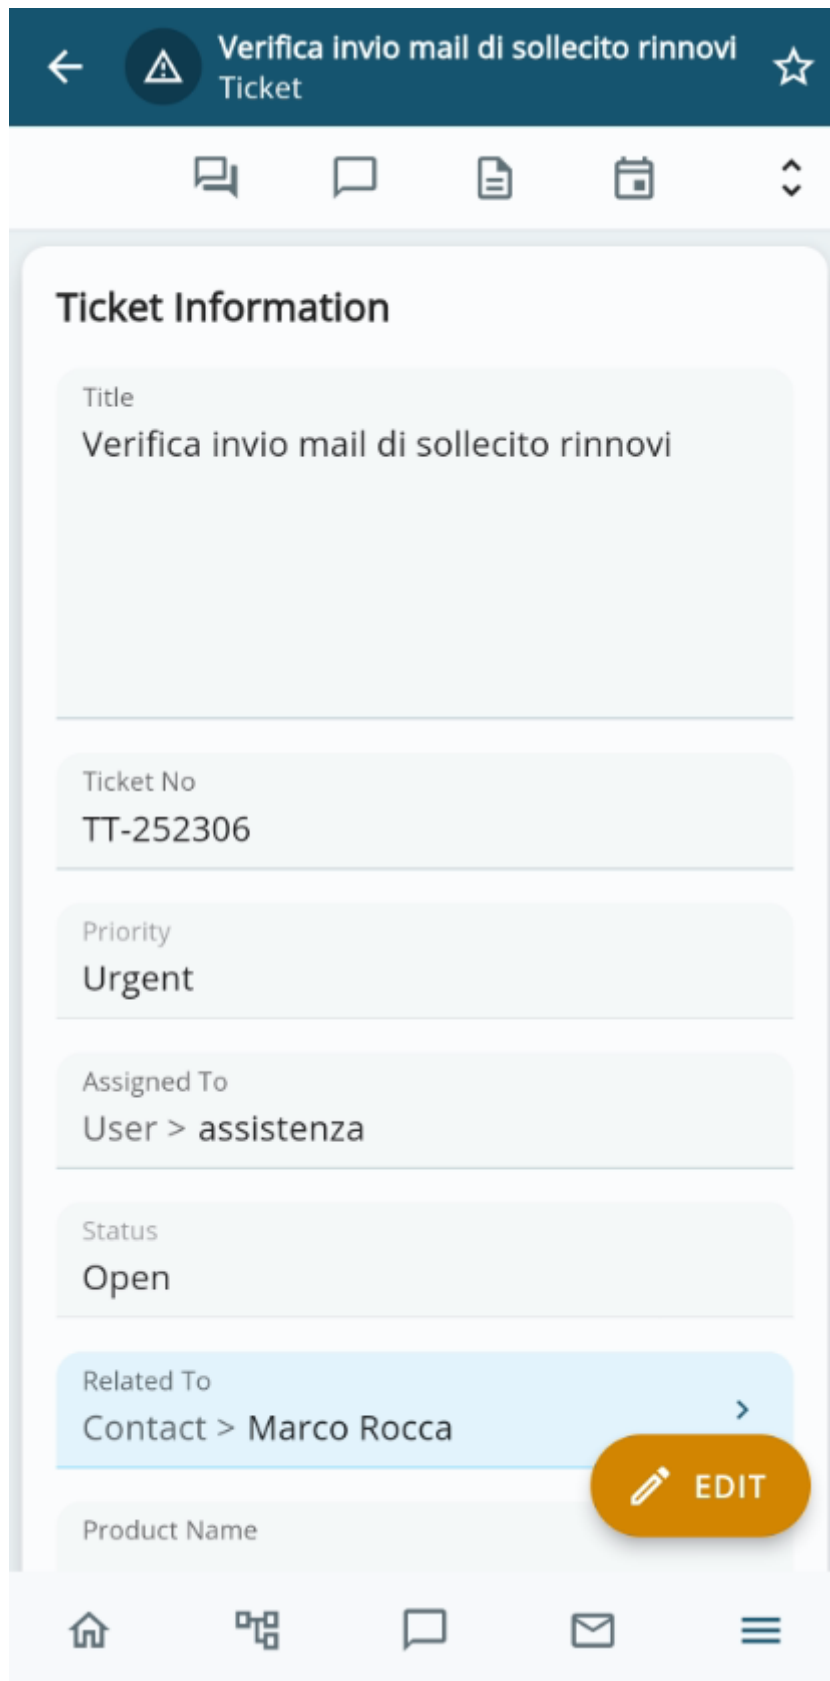 Verifica invio mail di sollecito rinnovi
Ticket
Ticket Information
Title
Verifica invio mail di sollecito rinnovi
Ticket No
TT-252306
Priority
Urgent
Assigned To
User > assistenza
Status
Open
Related To
Contact > Marco Rocca
EDIT
Product Name